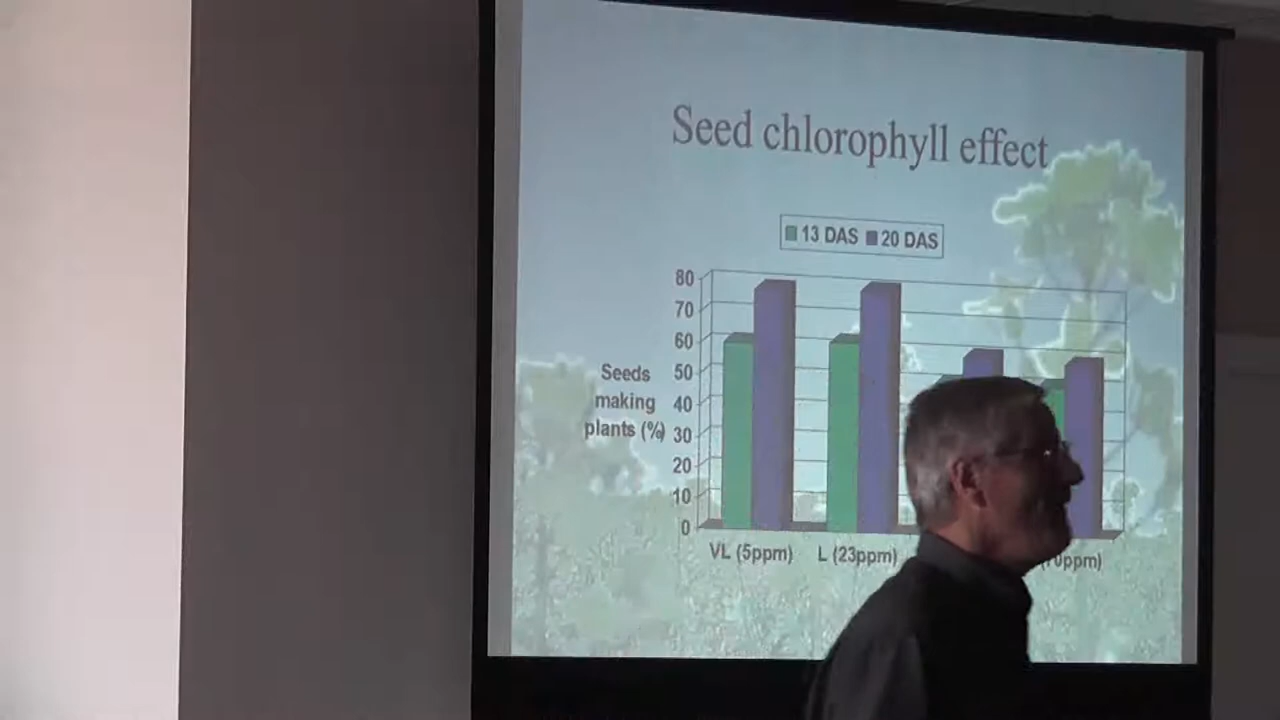 Seed chlorophyll effect
13 DAS 20 DAS
80
70
60
50
40
30
20
10
0
Seeds
making
plants (%)
VL (5ppm) L (23ppm)